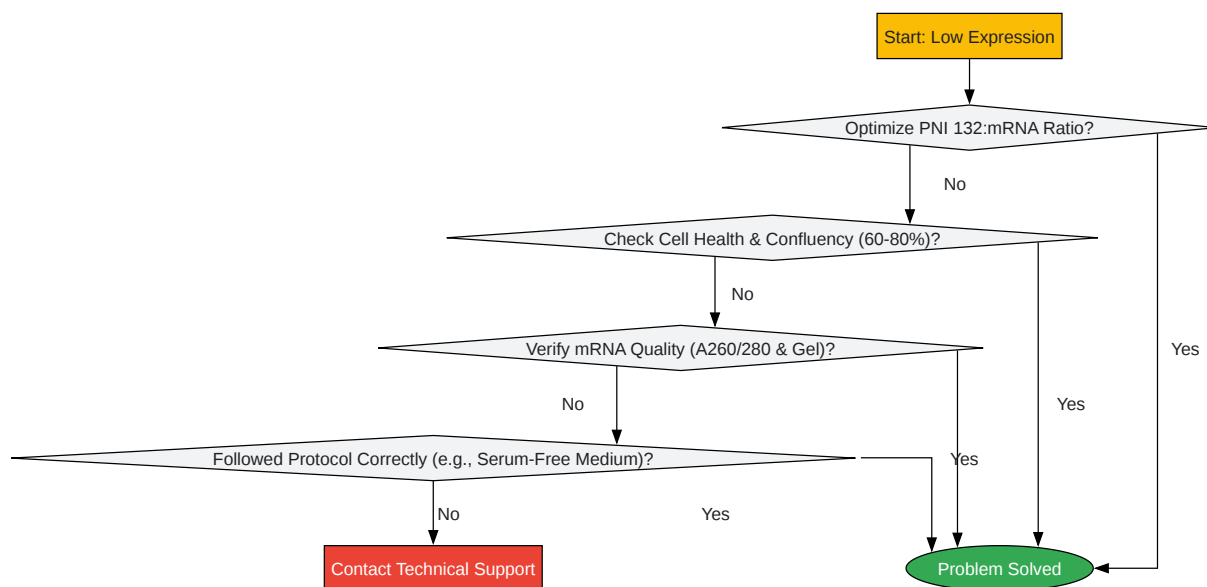 Start: Low Expression
Optimize PNI 132:mRNA Ratio?
No
Check Cell Health & Confluency (60-80%)?
No
Verify mRNA Quality (A260/280 & Gel)?
Yes
No
Yes
Followed Protocol Correctly (e.g., Serum-Free Medium)?
Yes
No
Yes
Contact Technical Support
Problem Solved